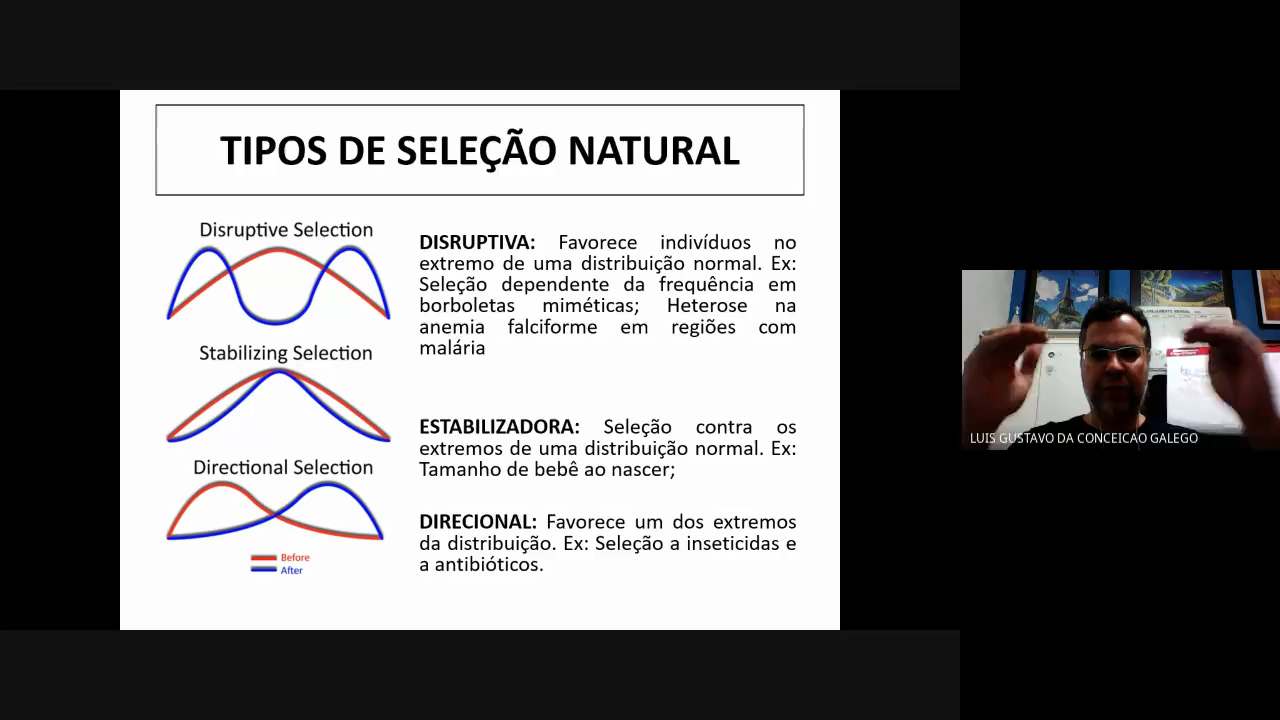 TIPOS DE SELEÇÃO NATURAL
Disruptive Selection
Stabilizing Selection
Directional Selection
Before
After
DISRUPTIVA: Favorece indivíduos no
extremo de uma distribuição normal. Ex:
Seleção dependente da frequência em
borboletas miméticas; Heterose na
anemia falciforme em regiões com
malária
ESTABILIZADORA: Seleção contra os
extremos de uma distribuição normal. Ex:
Tamanho de bebê ao nascer;
DIRECIONAL: Favorece um dos extremos
da distribuição. Ex: Seleção a inseticidas e
a antibióticos.
LUIS GUSTAVO DA CONCEICAO GALEGO